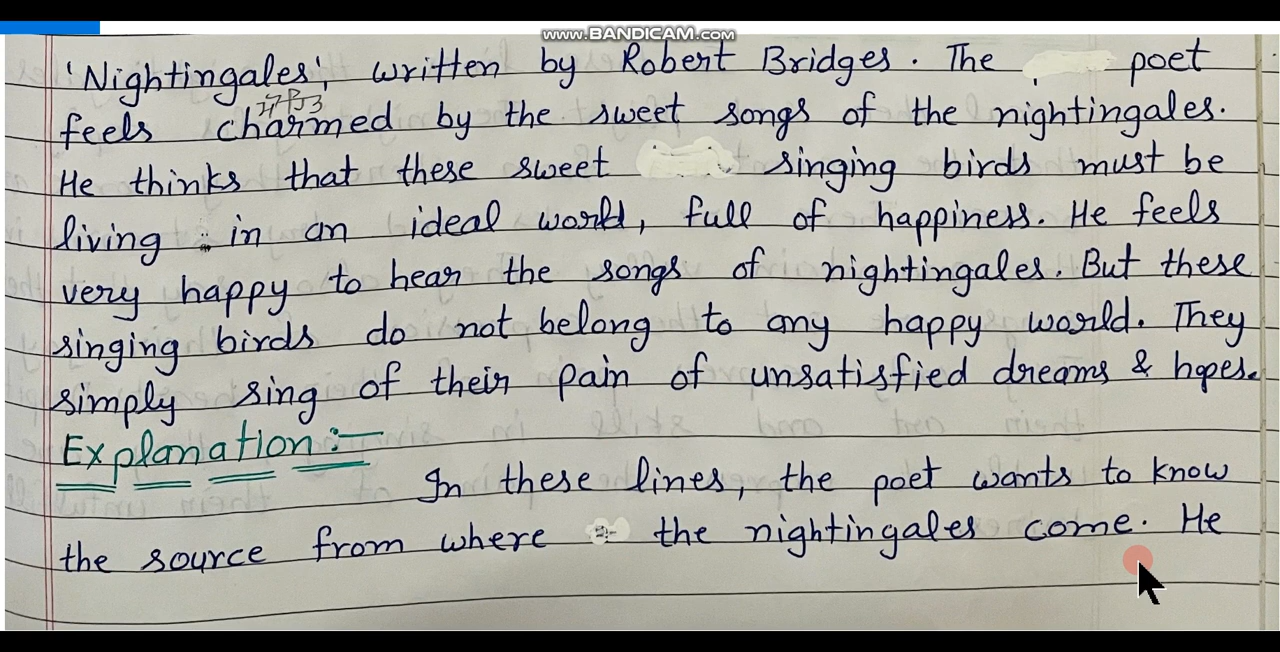 www.BANDICAM.com
'Nightingales', written by Robert Bridges. The poet
feels charmed by the sweet songs of the nightingales.
He thinks that these sweet singing birds must be
living in an ideal world, full of happiness. He feels
very happy to hear the songs of nightingales. But these
singing birds do not belong to any happy world. They
simply sing of their pain of unsatisfied dreams & hopes.
Explanation:-
In these lines, the poet wants to know
the source from where the nightingales come. He